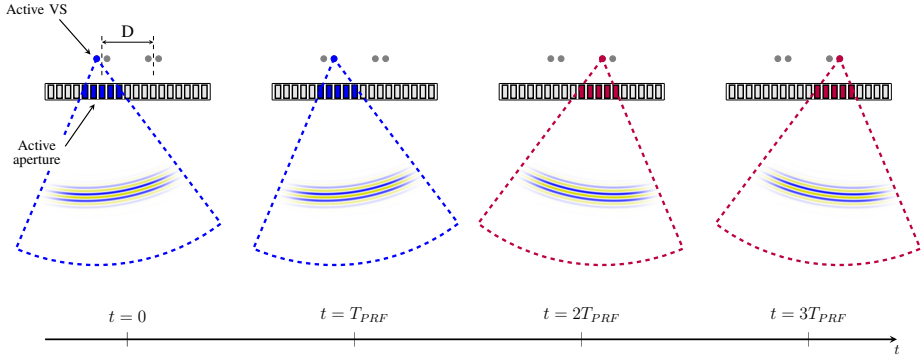 Active VS
D
Active
aperture
t = 0
t = T_{PRF}
t = 2T_{PRF}
t = 3T_{PRF}
t